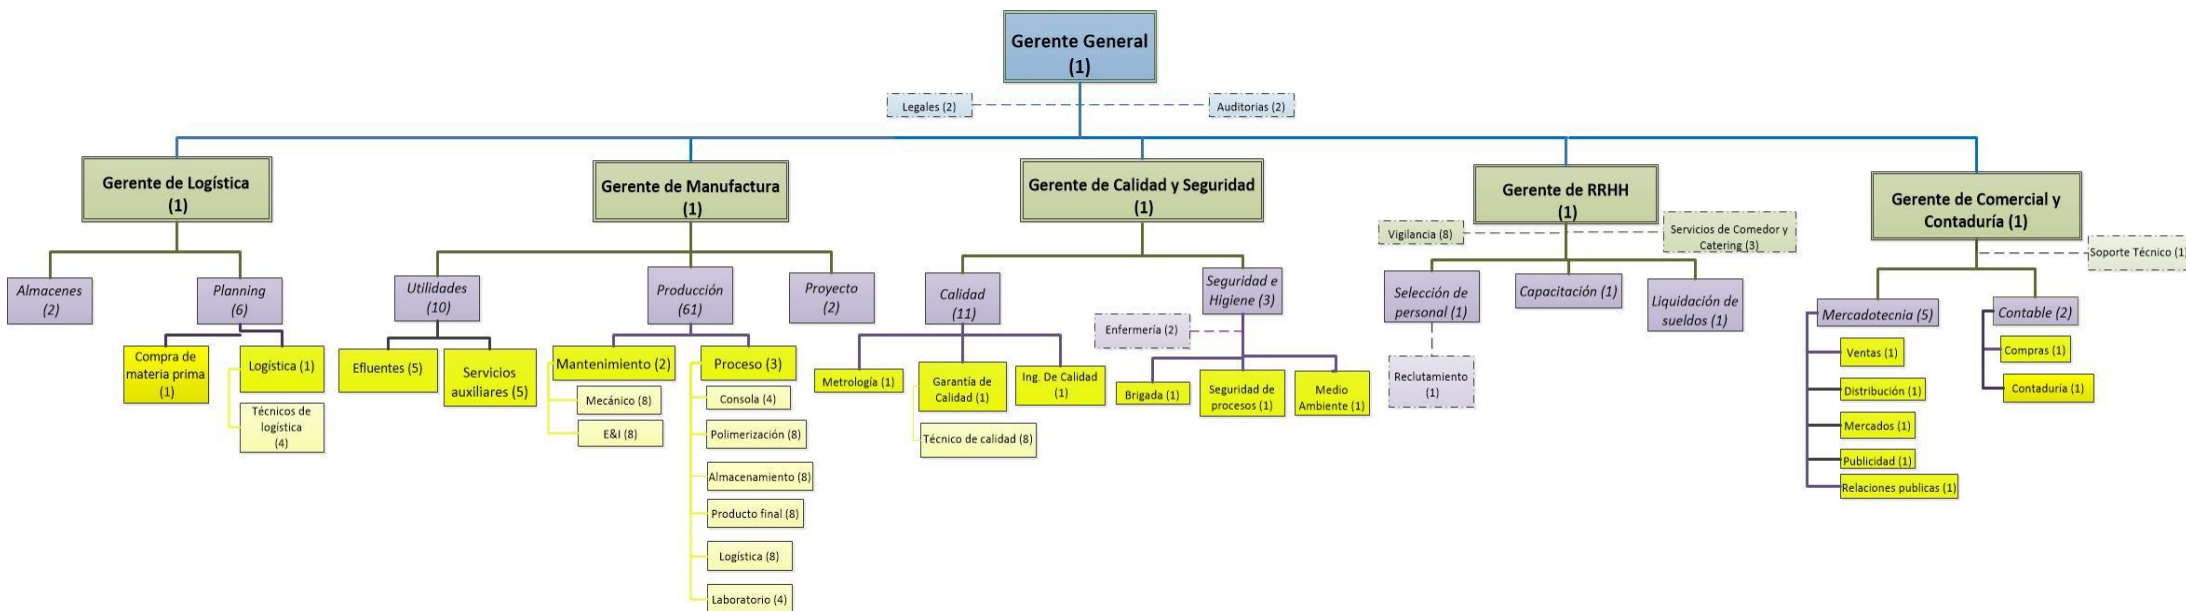 Gerente General
(1)
Legales (2)
Auditorias (2)
Gerente de Logística
(1)
Gerente de Manufactura
(1)
Gerente de Calidad y Seguridad
(1)
Gerente de RRHH
(1)
Gerente de Comercial y
Contaduría (1)
Vigilancia (8)
Servicios de Comedor y
Catering (3)
Soporte Técnico (1)
Almacenes
(2)
Planning
(6)
Utilidades
(10)
Producción
(61)
Proyecto
(2)
Calidad
(11)
Seguridad e
Higiene (3)
Selección de
personal (1)
Capacitación (1)
Liquidación de
sueldos (1)
Mercadotecnia (5)
Contable (2)
Enfermería (2)
Compra de
materia prima
(1)
Logística (1)
Técnicos de
logística
(4)
Efluentes (5)
Servicios
auxiliares (5)
Mantenimiento (2)
Mecánico (8)
E&I (8)
Proceso (3)
Consola (4)
Polimerización (8)
Almacenamiento (8)
Producto final (8)
Logística (8)
Laboratorio (4)
Metrología (1)
Garantía de
Calidad (1)
Ing. De Calidad
(1)
Técnico de calidad (8)
Brigada (1)
Seguridad de
procesos (1)
Medio
Ambiente (1)
Reclutamiento
(1)
Ventas (1)
Distribución (1)
Mercados (1)
Publicidad (1)
Relaciones publicas (1)
Compras (1)
Contaduría (1)